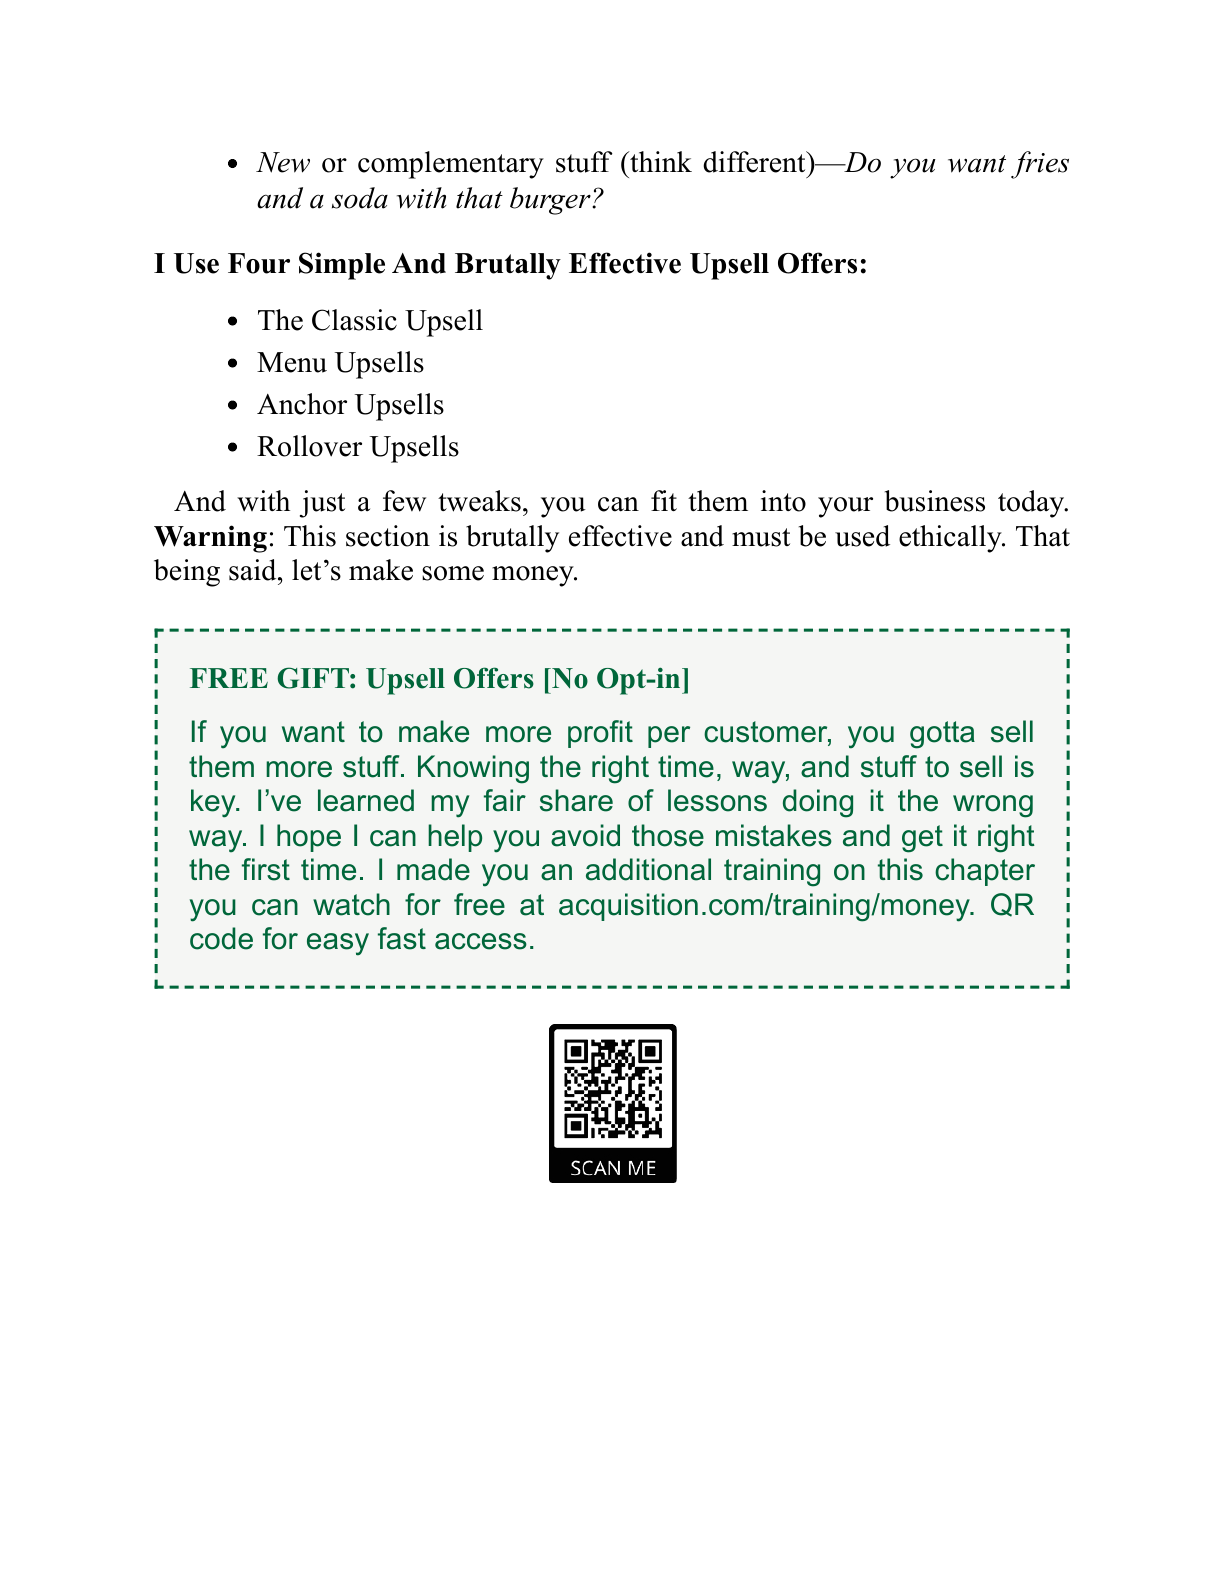 • New or complementary stuff (think different)—Do you want fries
and a soda with that burger?
I Use Four Simple And Brutally Effective Upsell Offers:
• The Classic Upsell
• Menu Upsells
• Anchor Upsells
• Rollover Upsells
And with just a few tweaks, you can fit them into your business today.
Warning: This section is brutally effective and must be used ethically. That
being said, let’s make some money.
FREE GIFT: Upsell Offers [No Opt-in]
If you want to make more profit per customer, you gotta sell
them more stuff. Knowing the right time, way, and stuff to sell is
key. I’ve learned my fair share of lessons doing it the wrong
way. I hope I can help you avoid those mistakes and get it right
the first time. I made you an additional training on this chapter
you can watch for free at acquisition.com/training/money. QR
code for easy fast access.
SCAN ME